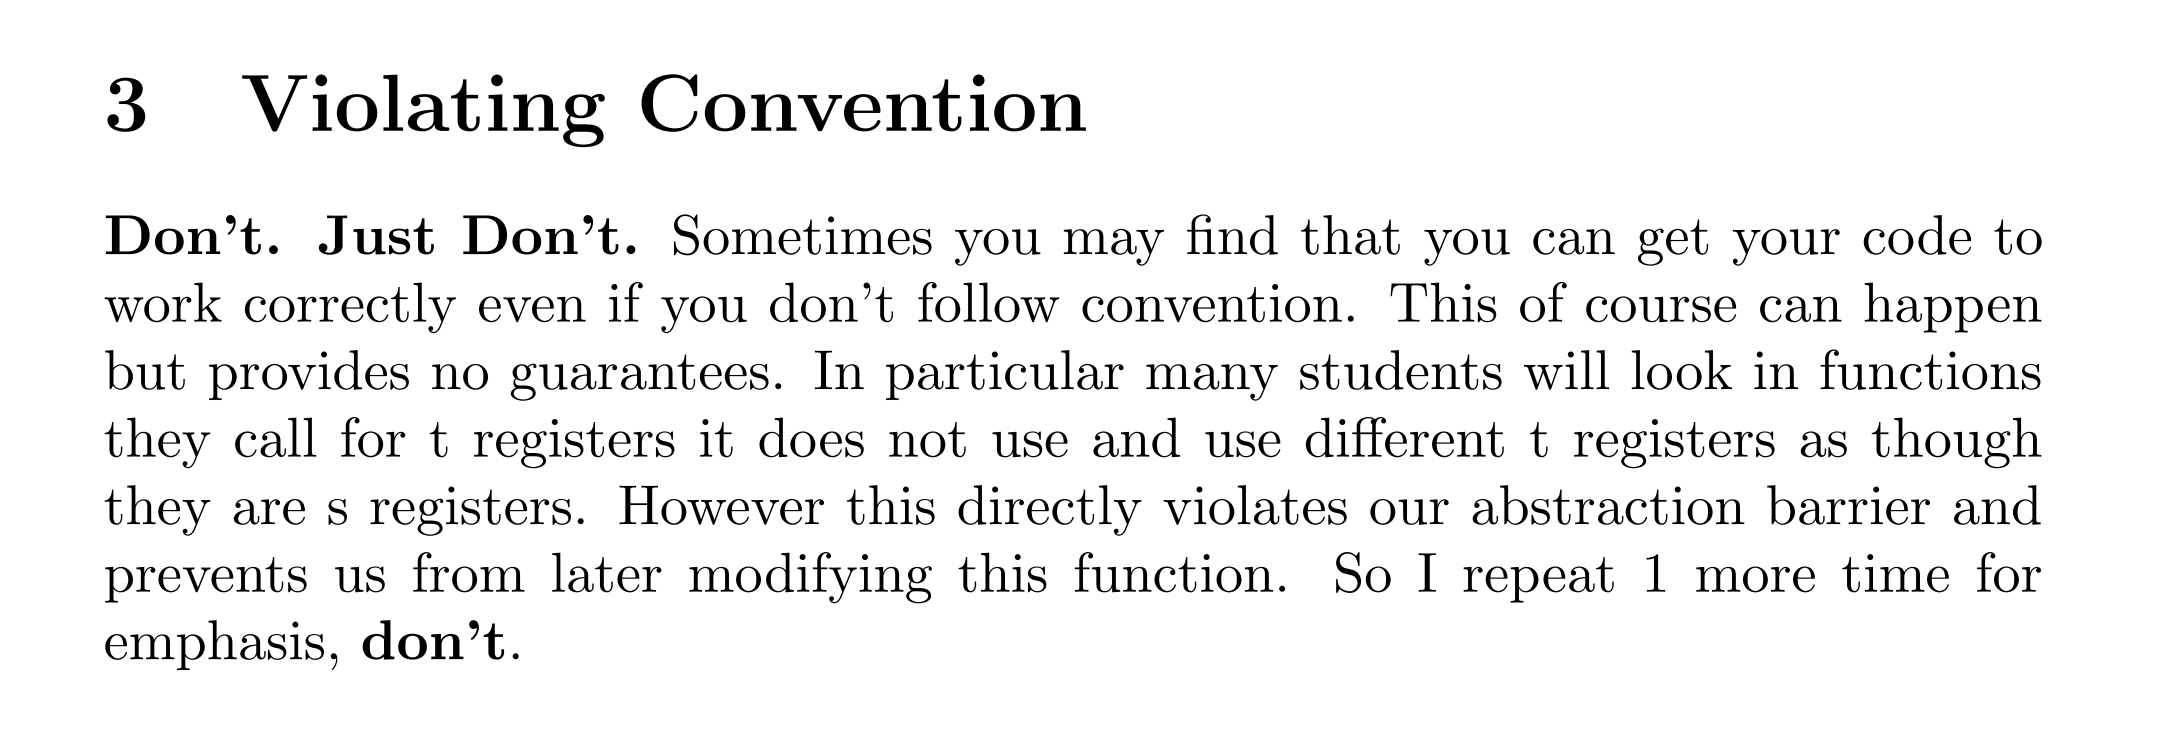 3 Violating Convention
Don't. Just Don't. Sometimes you may find that you can get your code to
work correctly even if you don't follow convention. This of course can happen
but provides no guarantees. In particular many students will look in functions
they call for t registers it does not use and use different t registers as though
they are s registers. However this directly violates our abstraction barrier and
prevents us from later modifying this function. So I repeat 1 more time for
emphasis, don't.